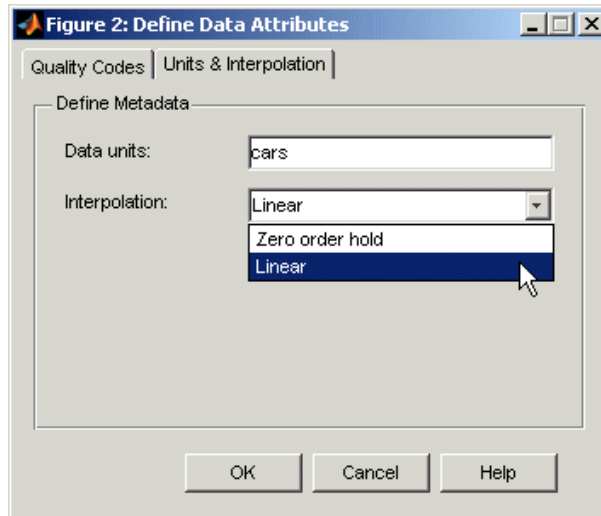 Figure 2: Define Data Attributes
Quality Codes Units & Interpolation
Define Metadata
Data units: cars
Interpolation: Linear
Zero order hold
Linear
OK Cancel Help